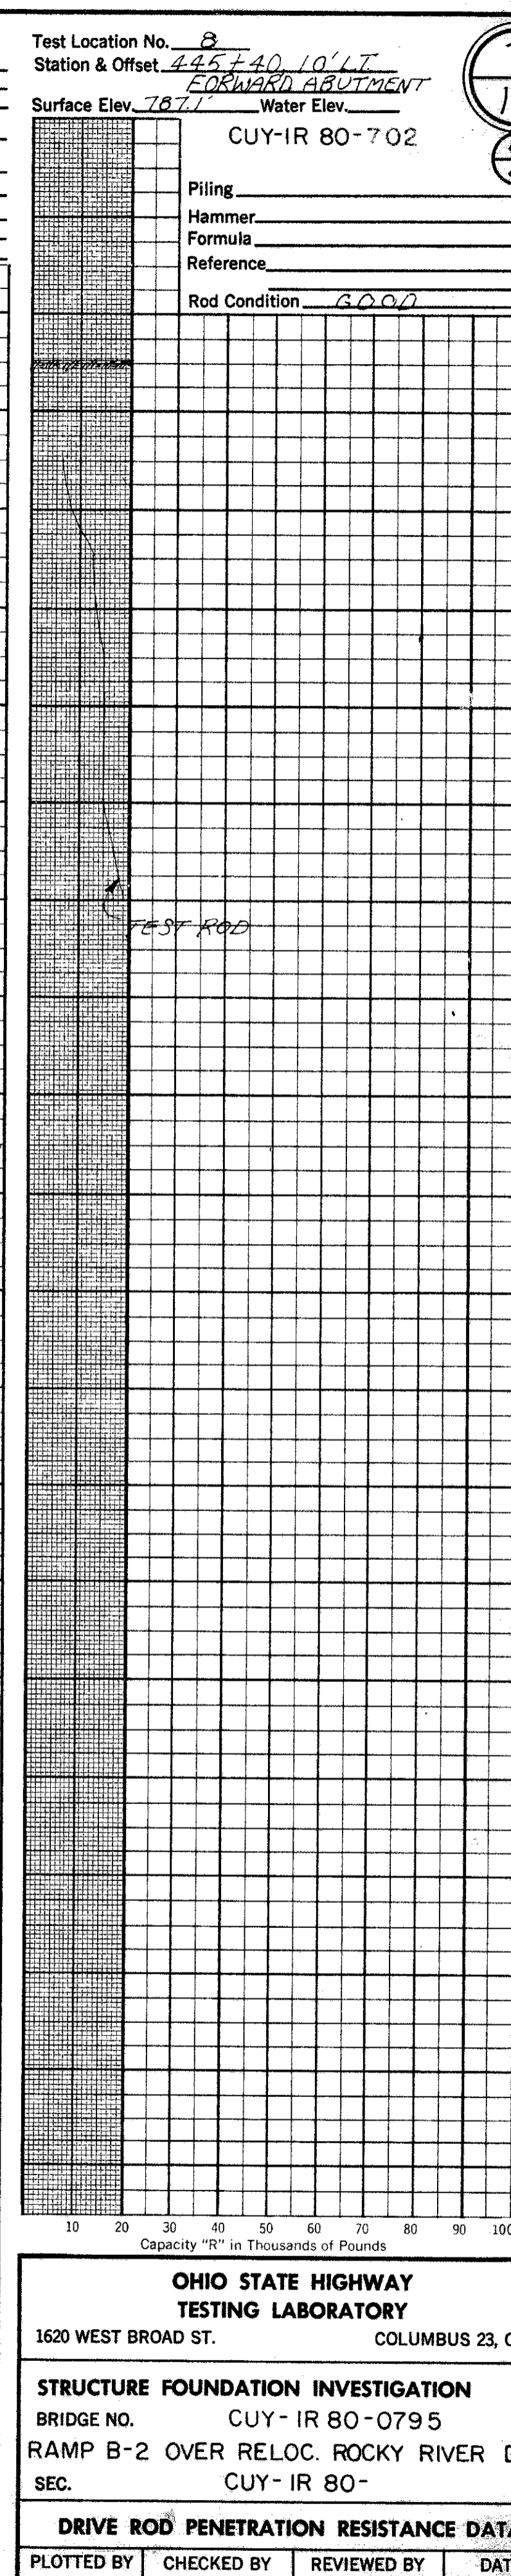 Test Location No. 8
Station & Offset 445+40, 10' LT.
FORWARD ABUTMENT
Surface Elev. 787.1' Water Elev.
CUY-IR 80-702
Piling
Hammer
Formula
Reference
Rod Condition GOOD
TEST ROD
10 20 30 40 50 60 70 80 90 100
Capacity "R" in Thousands of Pounds
OHIO STATE HIGHWAY
TESTING LABORATORY
1620 WEST BROAD ST. COLUMBUS 23,
STRUCTURE FOUNDATION INVESTIGATION
BRIDGE NO. CUY-IR 80-0795
RAMP B-2 OVER RELOC. ROCKY RIVER
SEC. CUY-IR 80-
DRIVE ROD PENETRATION RESISTANCE DATA
PLOTTED BY CHECKED BY REVIEWED BY DAT